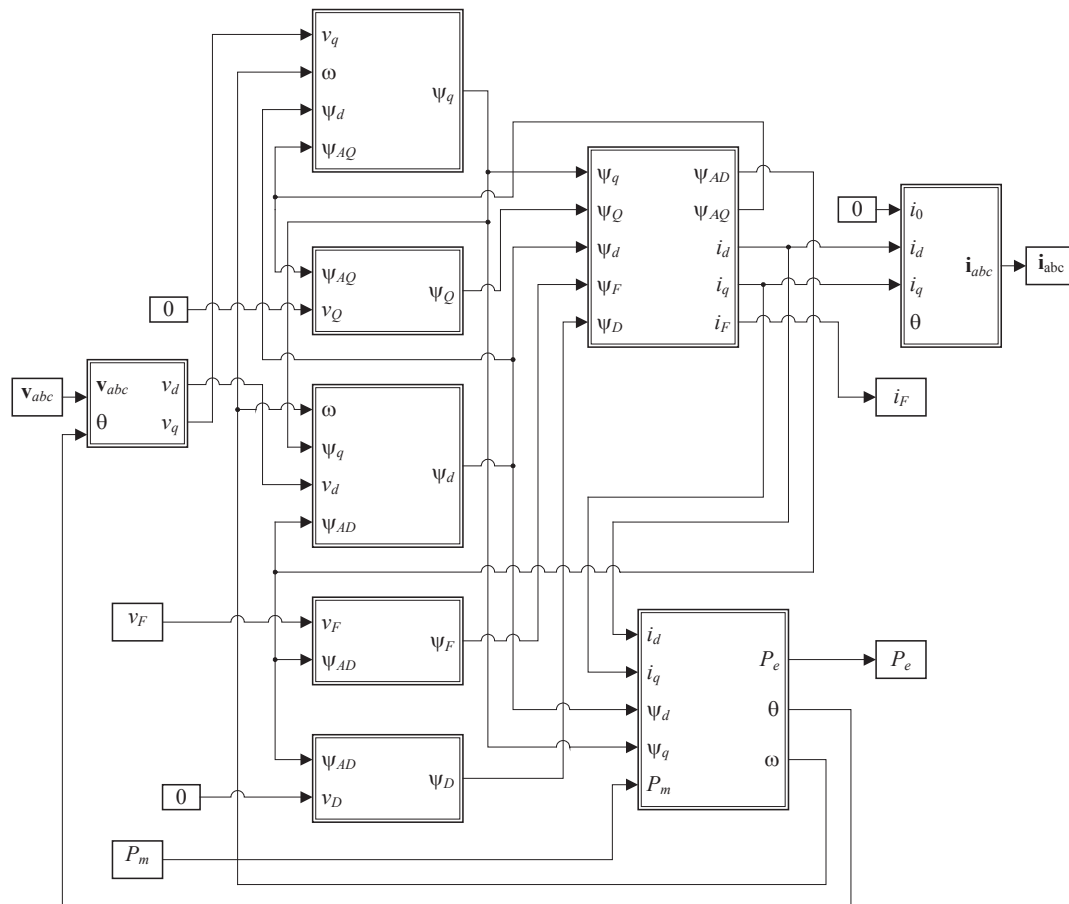 v_q
ω
ψ_d
ψ_AQ
ψ_q
ψ_AQ
v_Q
ψ_Q
0
v_abc
v_abc
θ
v_d
v_q
ω
ψ_q
v_d
ψ_AD
ψ_d
v_F
v_F
ψ_AD
ψ_F
0
ψ_AD
v_D
ψ_D
P_m
ψ_q
ψ_Q
ψ_d
ψ_F
ψ_D
ψ_AD
ψ_AQ
i_d
i_q
i_F
0
i_0
i_d
i_q
θ
i_abc
i_abc
i_F
i_d
i_q
ψ_d
ψ_q
P_m
P_e
θ
ω
P_e